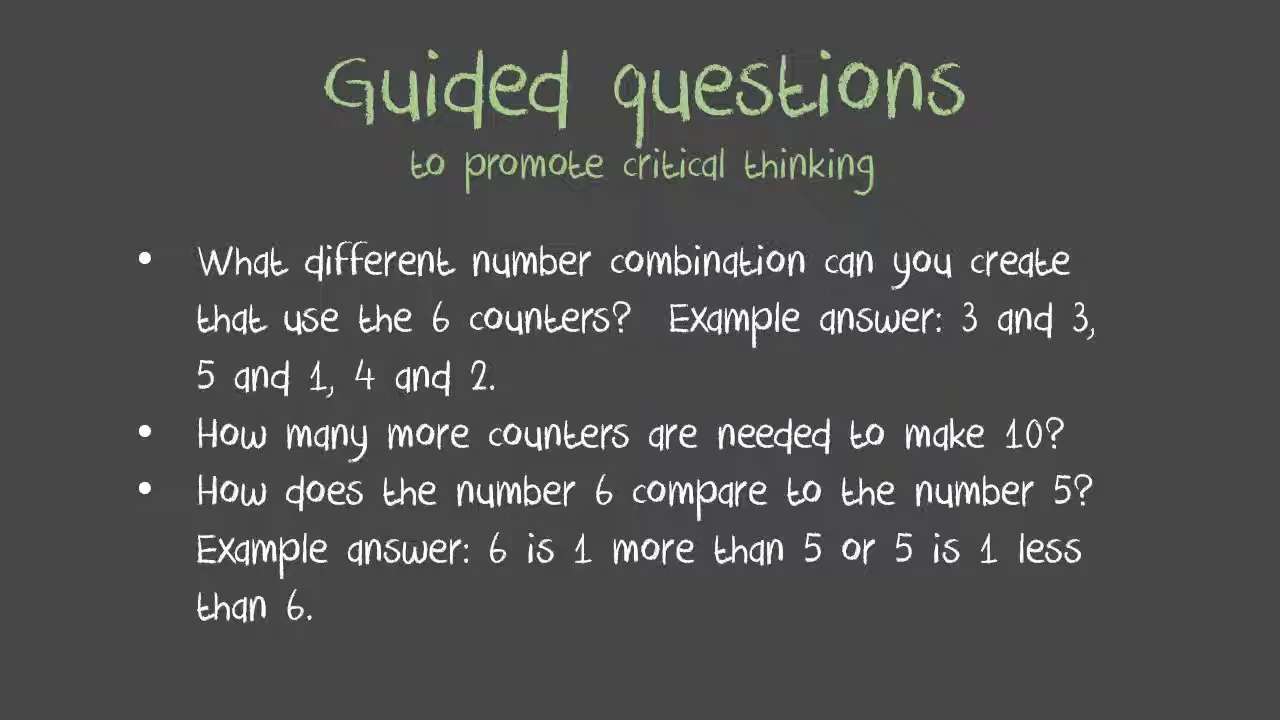 Guided questions
to promote critical thinking
• What different number combination can you create
that use the 6 counters? Example answer: 3 and 3,
5 and 1, 4 and 2.
• How many more counters are needed to make 10?
• How does the number 6 compare to the number 5?
Example answer: 6 is 1 more than 5 or 5 is 1 less
than 6.